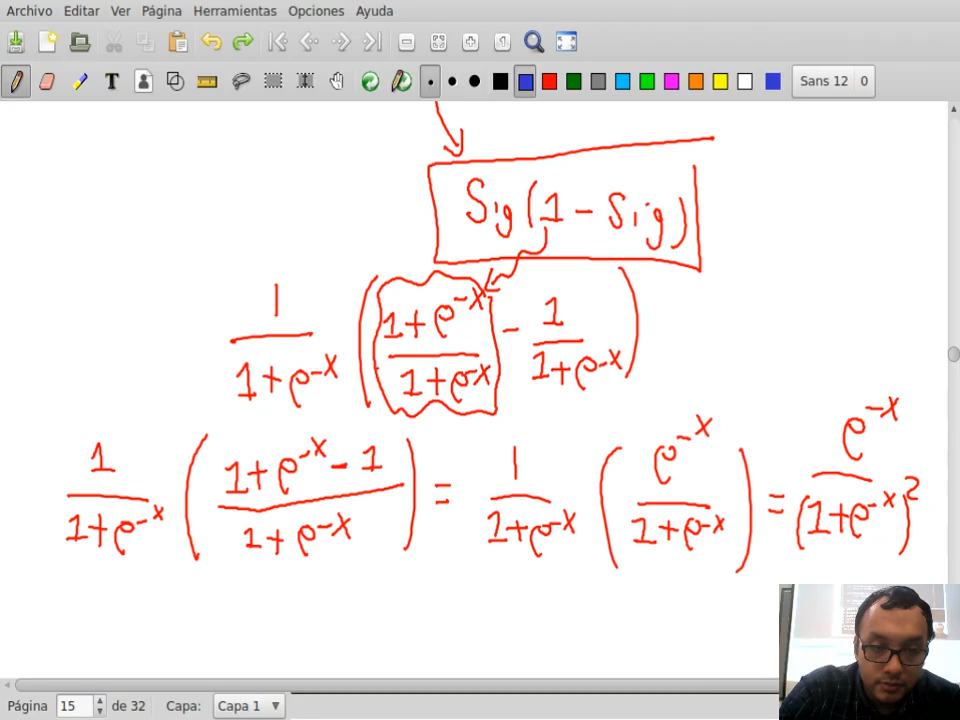 Archivo Editar Ver Página Herramientas Opciones Ayuda
T 1 Sans 12 0
Sig(1 - Sig)
1/(1+e^-x) ((1+e^-x)/(1+e^-x) - 1/(1+e^-x))
1/(1+e^-x) ((1+e^-x - 1)/(1+e^-x)) = 1/(1+e^-x) (e^-x/(1+e^-x)) = e^-x/(1+e^-x)^2
Página 15 de 32 Capa: Capa 1